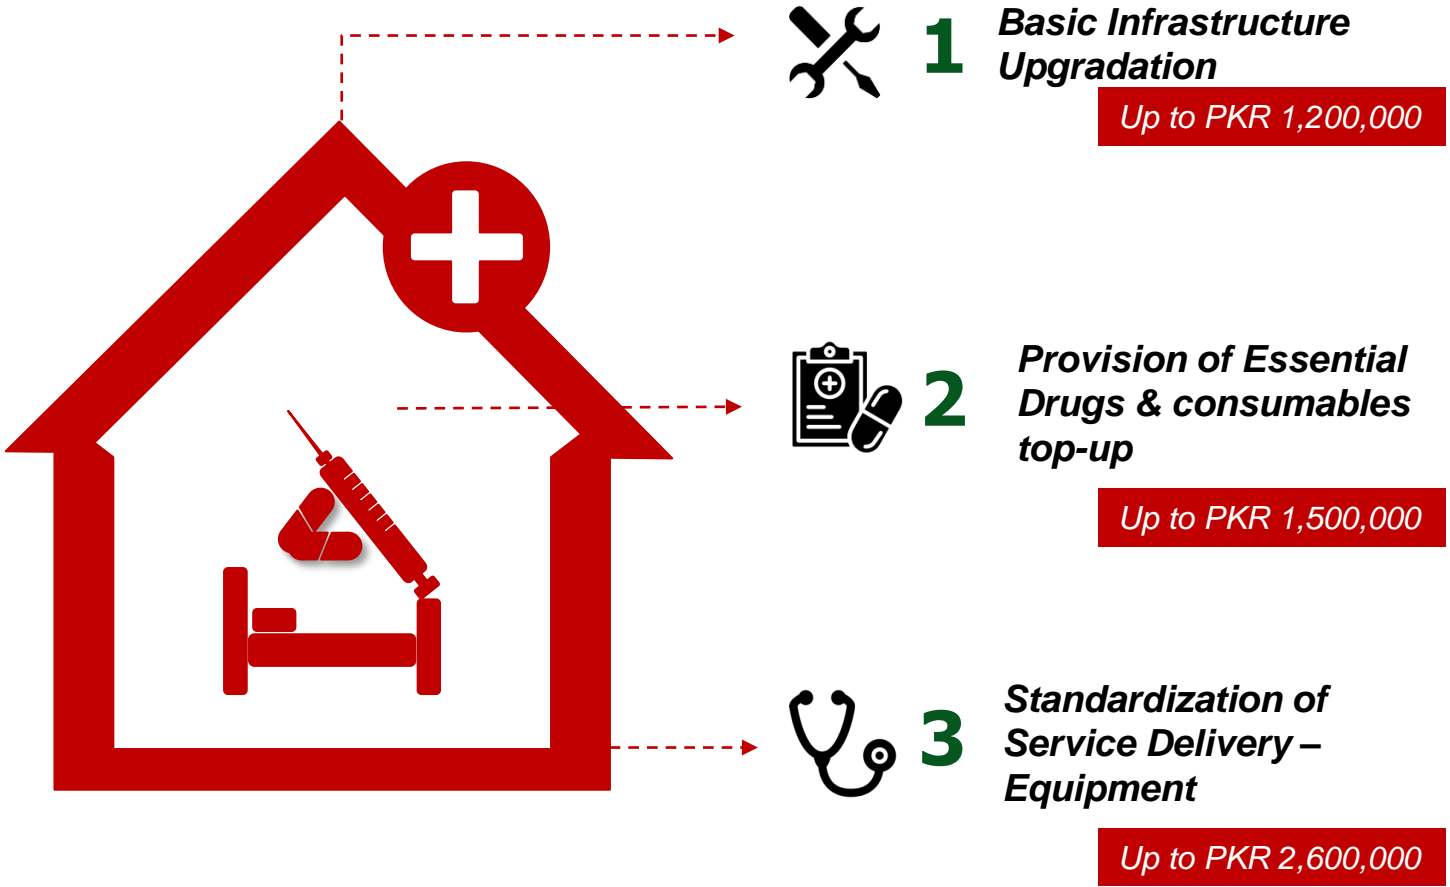 1
Basic Infrastructure
Upgradation
Up to PKR 1,200,000
2
Provision of Essential
Drugs & consumables
top-up
Up to PKR 1,500,000
3
Standardization of
Service Delivery –
Equipment
Up to PKR 2,600,000